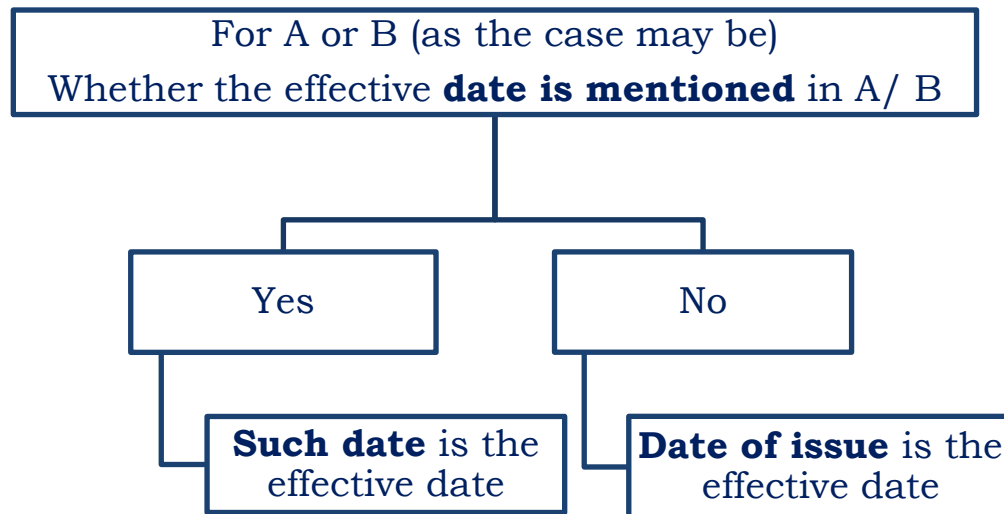 For A or B (as the case may be)
Whether the effective date is mentioned in A/ B
Yes
No
Such date is the
effective date
Date of issue is the
effective date